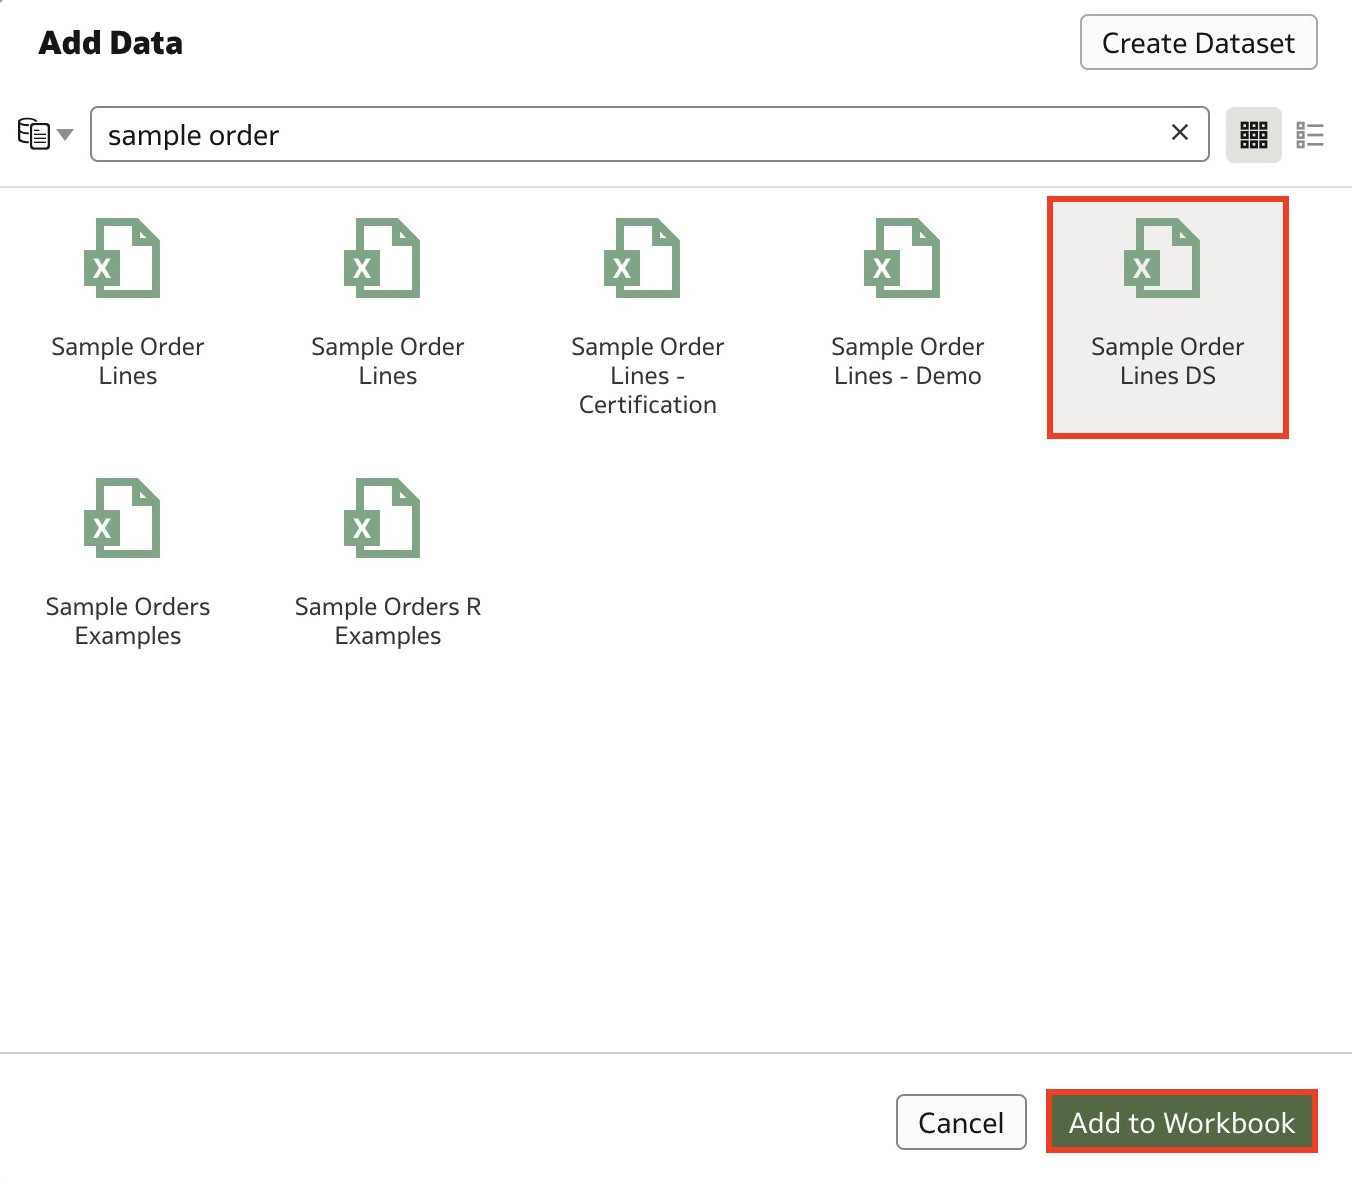 Add Data
Create Dataset
sample order
X
X
X
X
X
Sample Order
Lines
Sample Order
Lines
Sample Order
Lines -
Certification
Sample Order
Lines - Demo
Sample Order
Lines DS
X
X
Sample Orders
Examples
Sample Orders R
Examples
Cancel
Add to Workbook